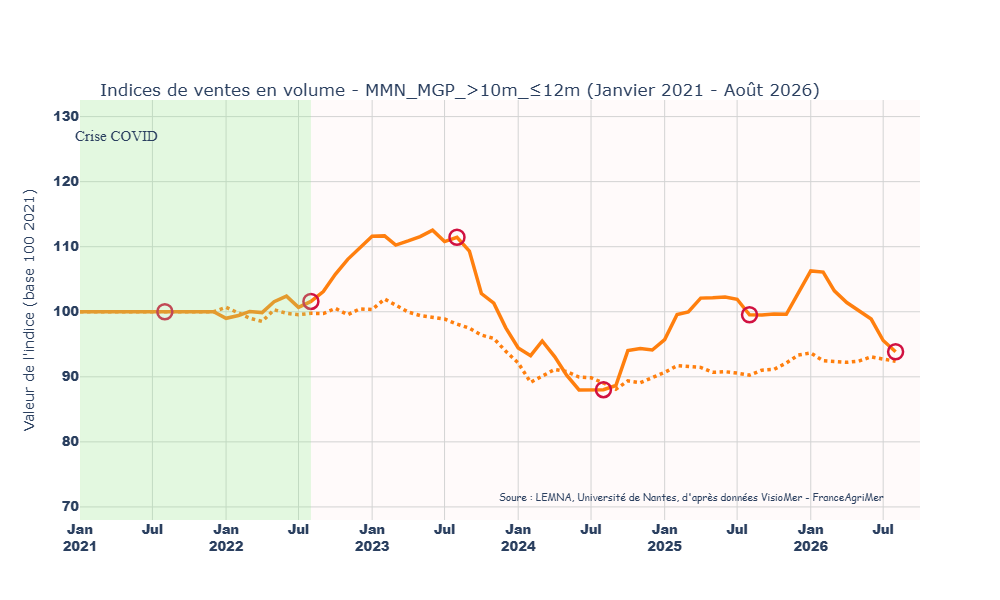 Indices de ventes en volume - MMN_MGP_>10m_≤12m (Janvier 2021 - Août 2026)
130
Crise COVID
120
110
100
90
80
70
Valeur de l'indice (base 100 2021)
Soure : LEMNA, Université de Nantes, d'après données VisioMer - FranceAgriMer
Jan Jul Jan Jul Jan Jul Jan Jul Jan Jul Jan Jul
2021 2022 2023 2024 2025 2026